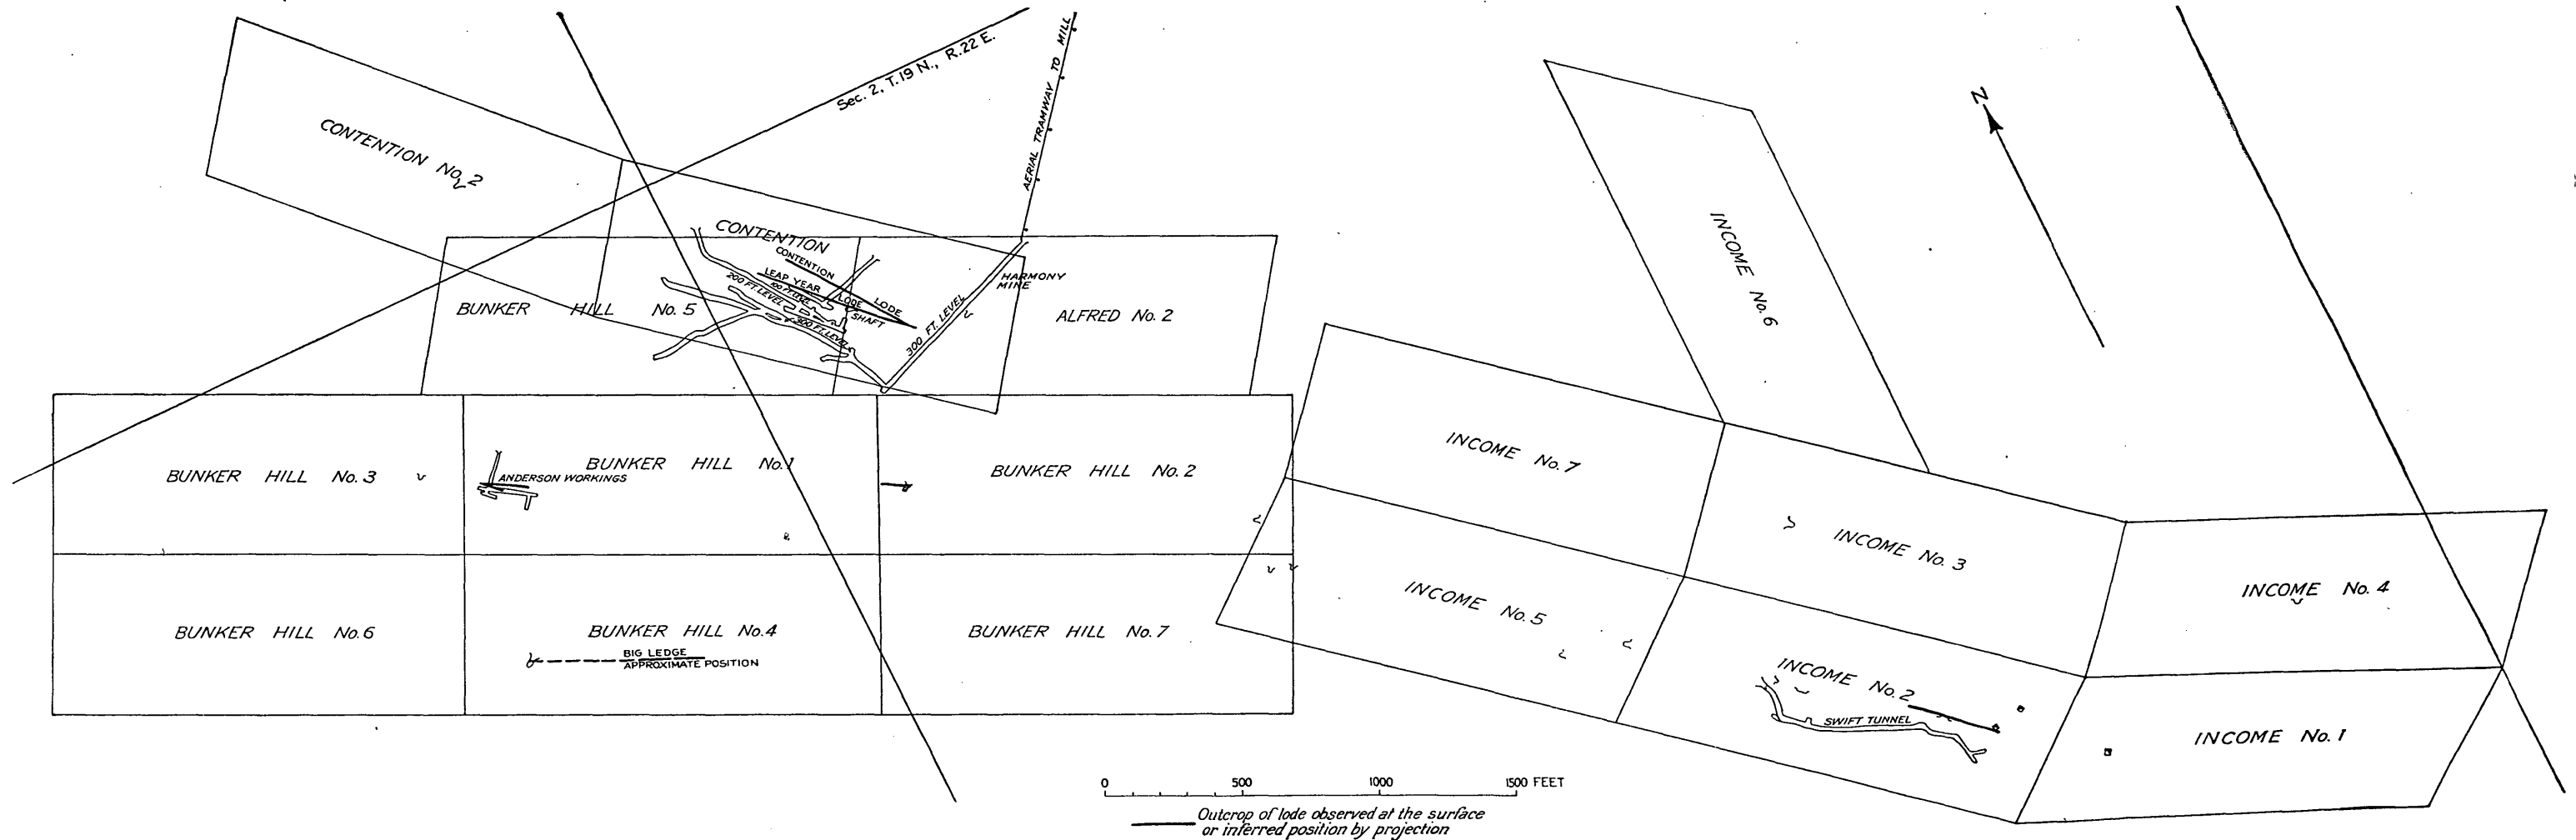 Sec. 2, T.19 N., R.22 E.
AERIAL TRAMWAY TO MILL
N
CONTENTION No. 2
CONTENTION
CONTENTION LODE
LEAP YEAR LODE
100 FT. LEVEL
200 FT. LEVEL
300 FT. LEVEL
SHAFT
300 FT. LEVEL
HARMONY
MINE
BUNKER HILL No. 5
ALFRED No. 2
INCOME No. 6
BUNKER HILL No. 3
BUNKER HILL No. 1
ANDERSON WORKINGS
BUNKER HILL No. 2
INCOME No. 7
INCOME No. 3
INCOME No. 4
BUNKER HILL No. 6
BUNKER HILL No. 4
BIG LEDGE
APPROXIMATE POSITION
BUNKER HILL No. 7
INCOME No. 5
INCOME No. 2
SWIFT TUNNEL
INCOME No. 1
0 500 1000 1500 FEET
Outcrop of lode observed at the surface
or inferred position by projection